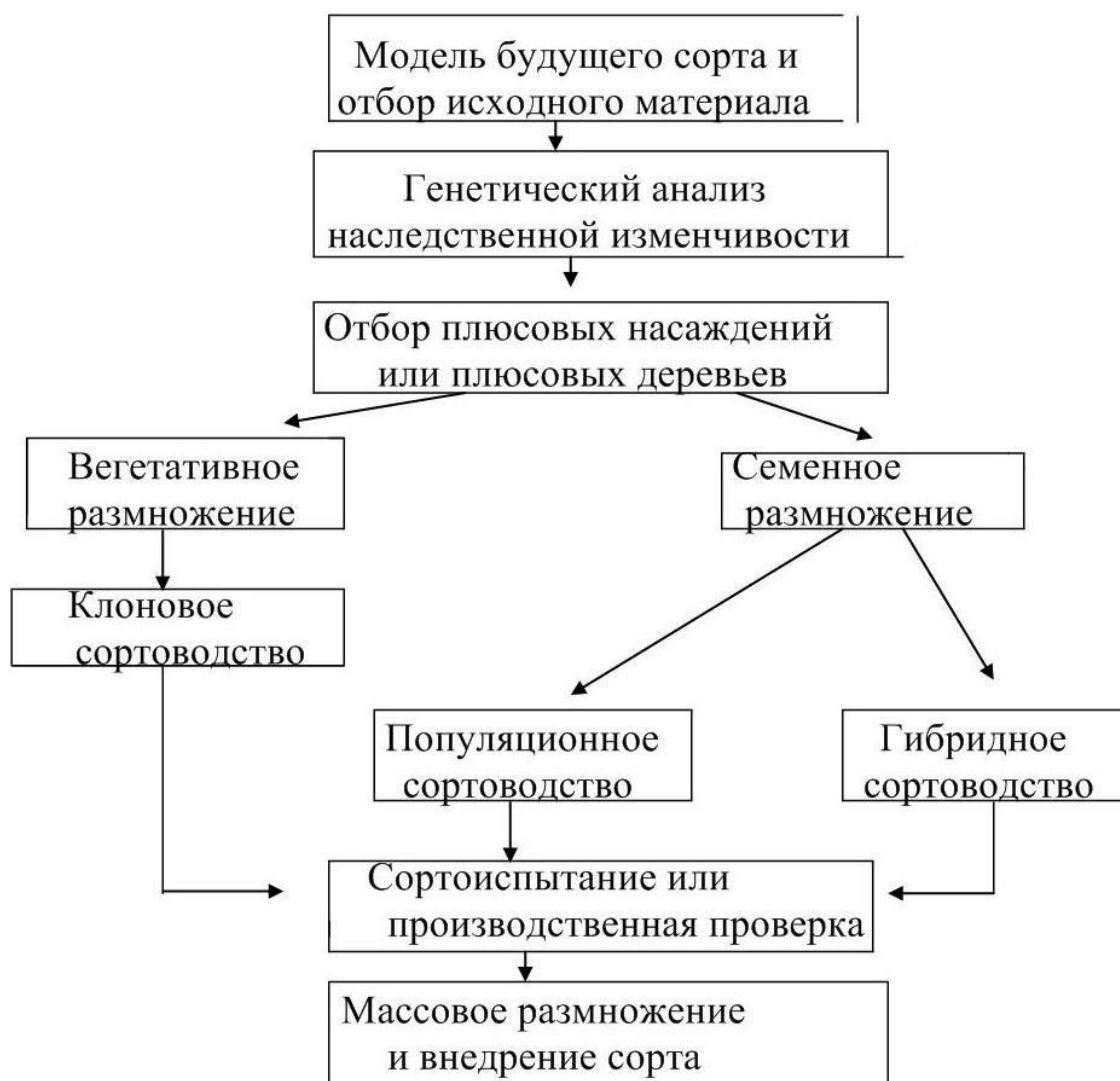 Модель будущего сорта и
отбор исходного материала
Генетический анализ
наследственной изменчивости
Отбор плюсовых насаждений
или плюсовых деревьев
Вегетативное
размножение
Семенное
размножение
Клоновое
сортоводство
Популяционное
сортоводство
Гибридное
сортоводство
Сортоиспытание или
производственная проверка
Массовое размножение
и внедрение сорта